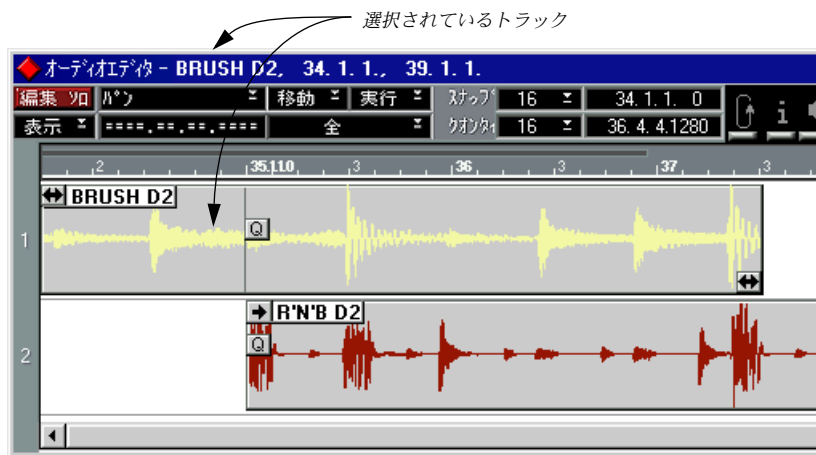 選択されているトラック
オーディオエディタ - BRUSH D2, 34. 1. 1., 39. 1. 1.
編集 ソロ パン 移動 実行 スナップ 16 34. 1. 1. 0
表示 ====.==.==.==== 全 クオンタイ 16 36. 4. 4.1280
2 35.1.1.0 3 36 3 37 3
BRUSH D2
1
Q
R'N'B D2
Q
2